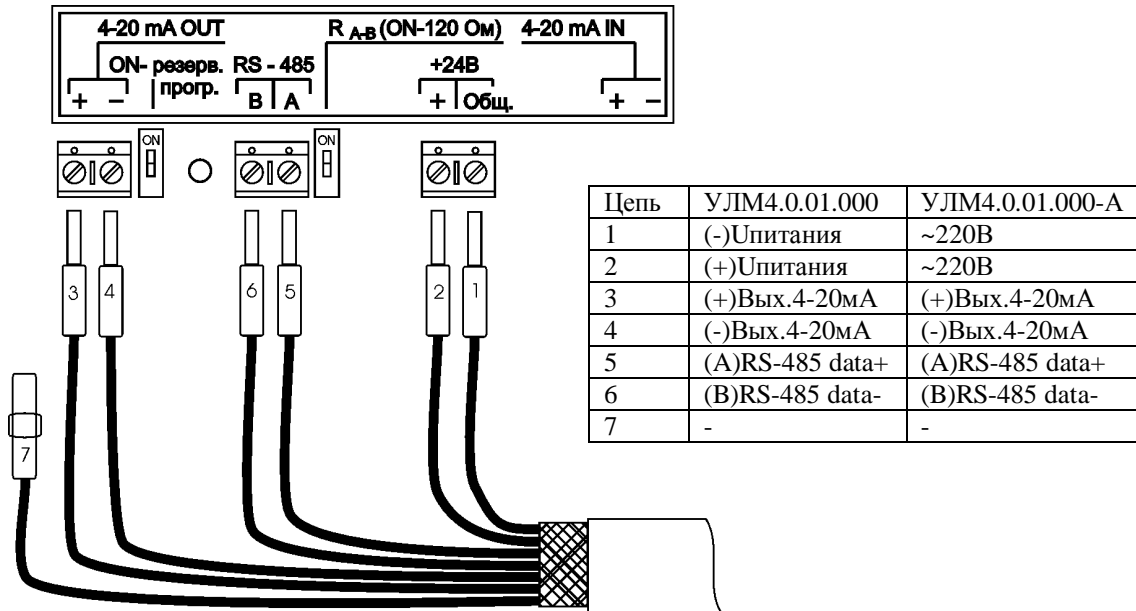 4-20 mA OUT R A-B (ON-120 Ом) 4-20 mA IN
ON- резерв. RS - 485 +24В
+ - прогр. B A + Общ. + -
ON ON
3 4 6 5 2 1
7
Цепь УЛМ4.0.01.000 УЛМ4.0.01.000-А
1 (-)Uпитания ~220В
2 (+)Uпитания ~220В
3 (+)Вых.4-20мА (+)Вых.4-20мА
4 (-)Вых.4-20мА (-)Вых.4-20мА
5 (A)RS-485 data+ (A)RS-485 data+
6 (B)RS-485 data- (B)RS-485 data-
7 - -